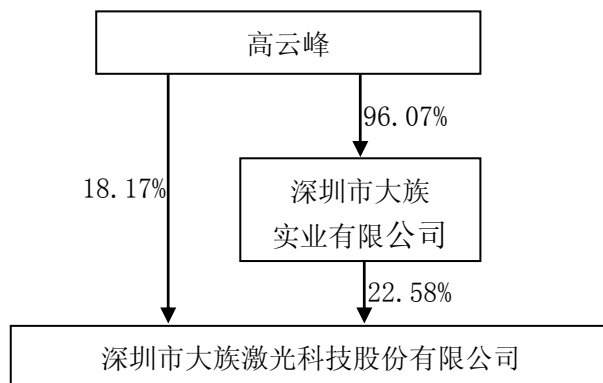 高云峰
96.07%
18.17%
深圳市大族
实业有限公司
22.58%
深圳市大族激光科技股份有限公司